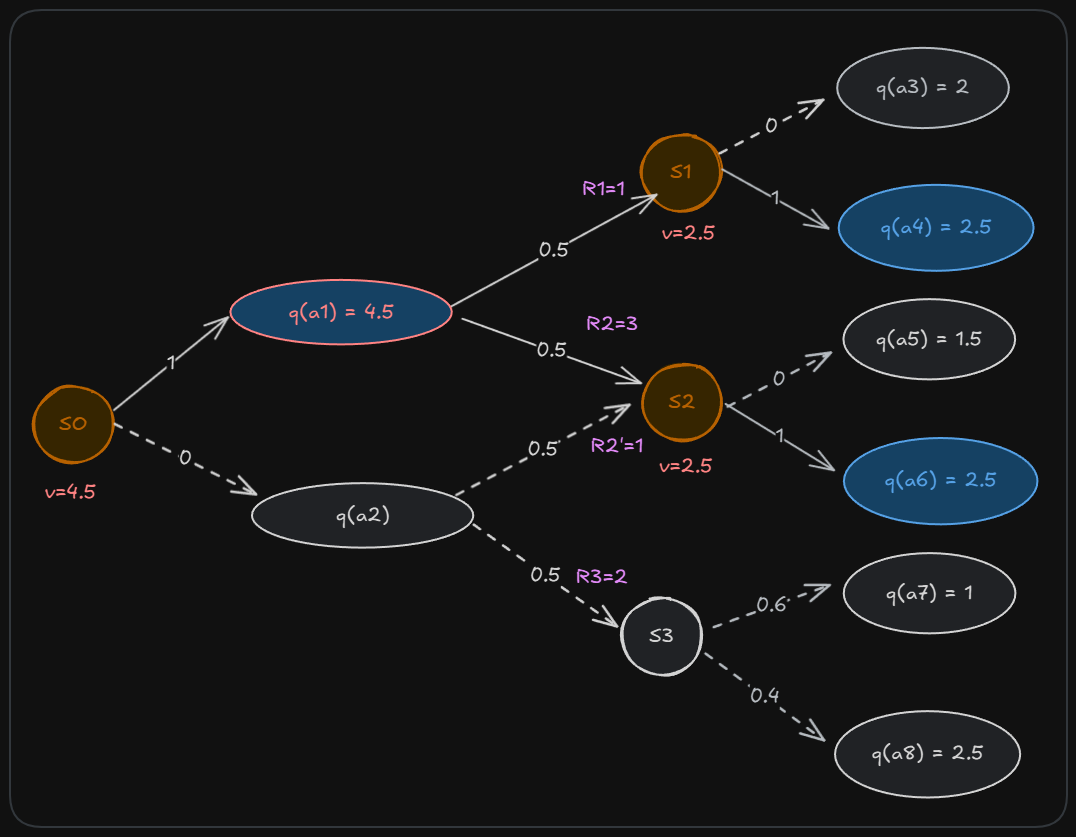 q(a3) = 2
0
S1
R1=1
1
v=2.5
q(a4) = 2.5
0.5
q(a1) = 4.5
R2=3
0.5
q(a5) = 1.5
0
1
S2
S0
0.5
R2'=1
1
v=2.5
0
v=4.5
q(a6) = 2.5
q(a2)
0.5
R3=2
q(a7) = 1
0.6
S3
0.4
q(a8) = 2.5